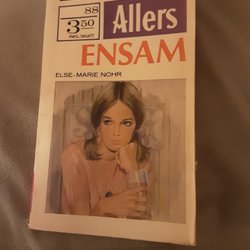 88
3.50
INKL. SKATT
Allers
ENSAM
ELSE-MARIE NOHR